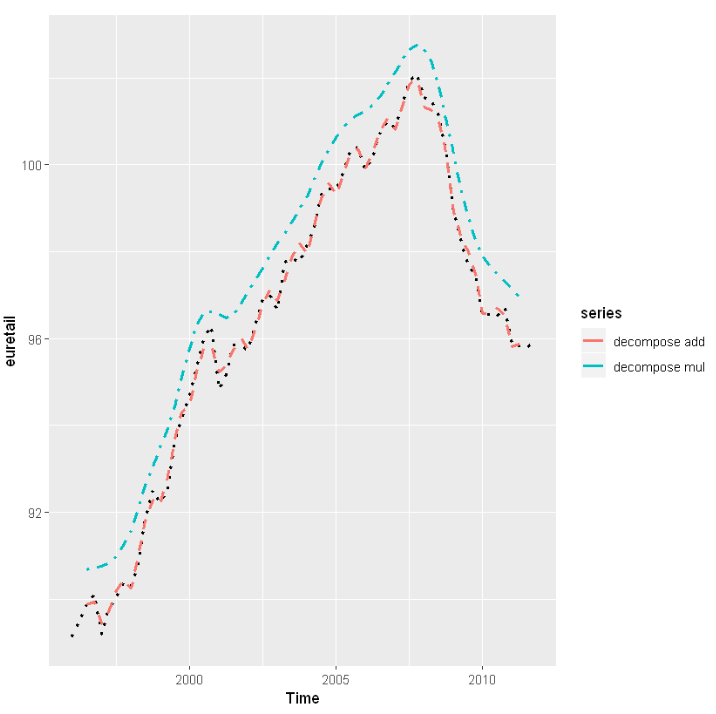 100
96
92
euretail
2000
2005
2010
Time
series
decompose add
decompose mul